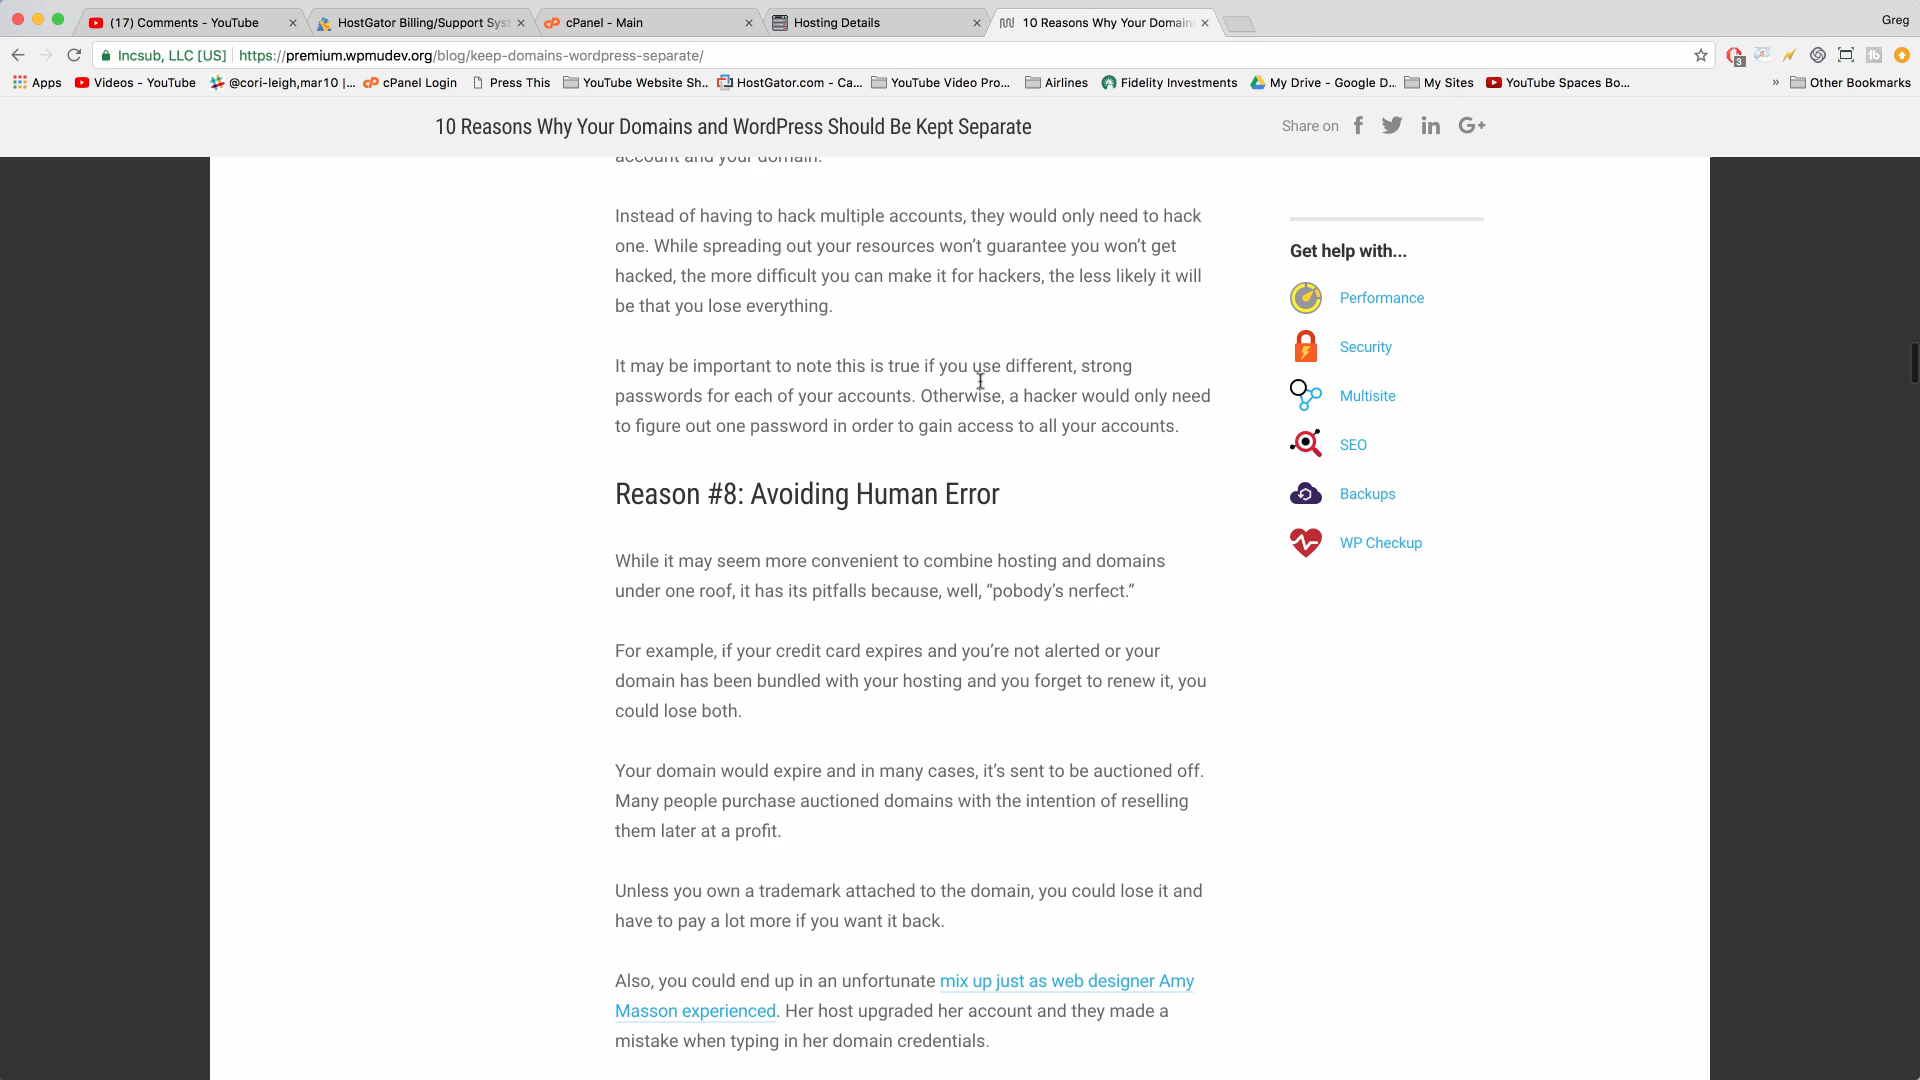 (17) Comments - YouTube
HostGator Billing/Support Syst
cPanel - Main
Hosting Details
10 Reasons Why Your Domain
Greg
Incsub, LLC [US]
https://premium.wpmudev.org/blog/keep-domains-wordpress-separate/
3
Apps
Videos - YouTube
@cori-leigh,mar10 |...
cPanel Login
Press This
YouTube Website Sh...
HostGator.com - Ca...
YouTube Video Pro...
Airlines
Fidelity Investments
My Drive - Google D...
My Sites
YouTube Spaces Bo...
»
Other Bookmarks
10 Reasons Why Your Domains and WordPress Should Be Kept Separate
Share on
account and your domain.
Instead of having to hack multiple accounts, they would only need to hack
one. While spreading out your resources won’t guarantee you won’t get
hacked, the more difficult you can make it for hackers, the less likely it will
be that you lose everything.
It may be important to note this is true if you use different, strong
passwords for each of your accounts. Otherwise, a hacker would only need
to figure out one password in order to gain access to all your accounts.
Reason #8: Avoiding Human Error
While it may seem more convenient to combine hosting and domains
under one roof, it has its pitfalls because, well, “pobody’s nerfect.”
For example, if your credit card expires and you’re not alerted or your
domain has been bundled with your hosting and you forget to renew it, you
could lose both.
Your domain would expire and in many cases, it’s sent to be auctioned off.
Many people purchase auctioned domains with the intention of reselling
them later at a profit.
Unless you own a trademark attached to the domain, you could lose it and
have to pay a lot more if you want it back.
Also, you could end up in an unfortunate mix up just as web designer Amy
Masson experienced. Her host upgraded her account and they made a
mistake when typing in her domain credentials.
Get help with...
Performance
Security
Multisite
SEO
Backups
WP Checkup